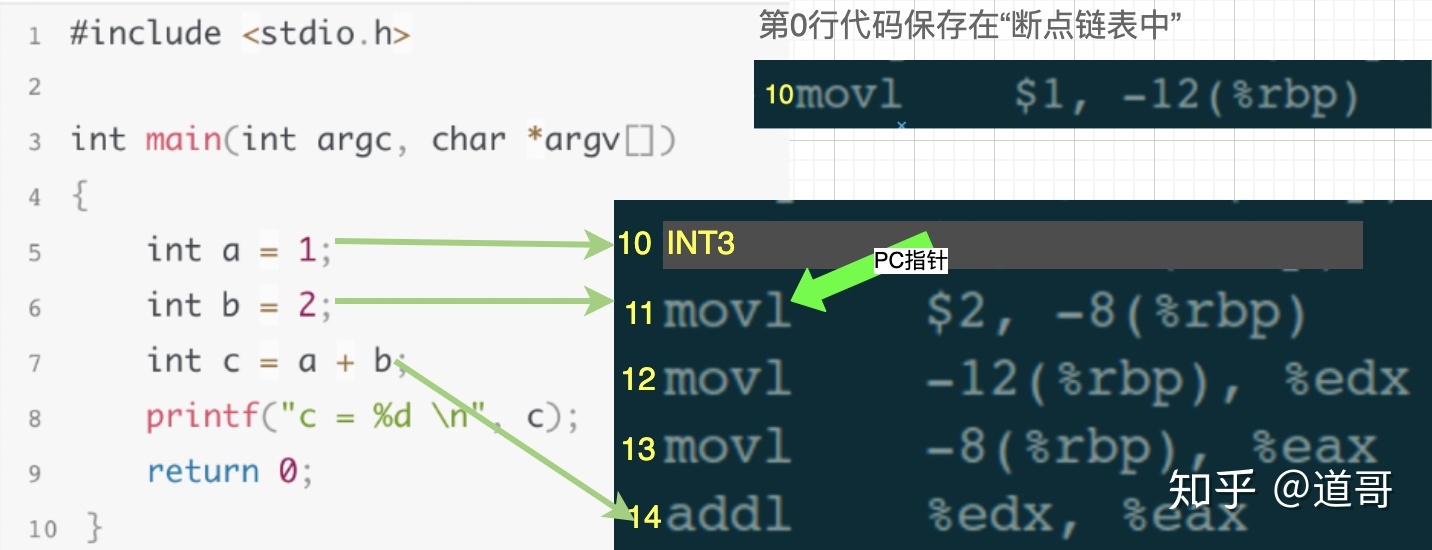 1 #include <stdio.h>
2
3 int main(int argc, char *argv[])
4 {
5 int a = 1;
6 int b = 2;
7 int c = a + b;
8 printf("c = %d \n", c);
9 return 0;
10 }
第0行代码保存在“断点链表中”
10 movl $1, -12(%rbp)
10 INT3
PC指针
11 movl $2, -8(%rbp)
12 movl -12(%rbp), %edx
13 movl -8(%rbp), %eax
14 addl %edx, %eax
知乎 @道哥